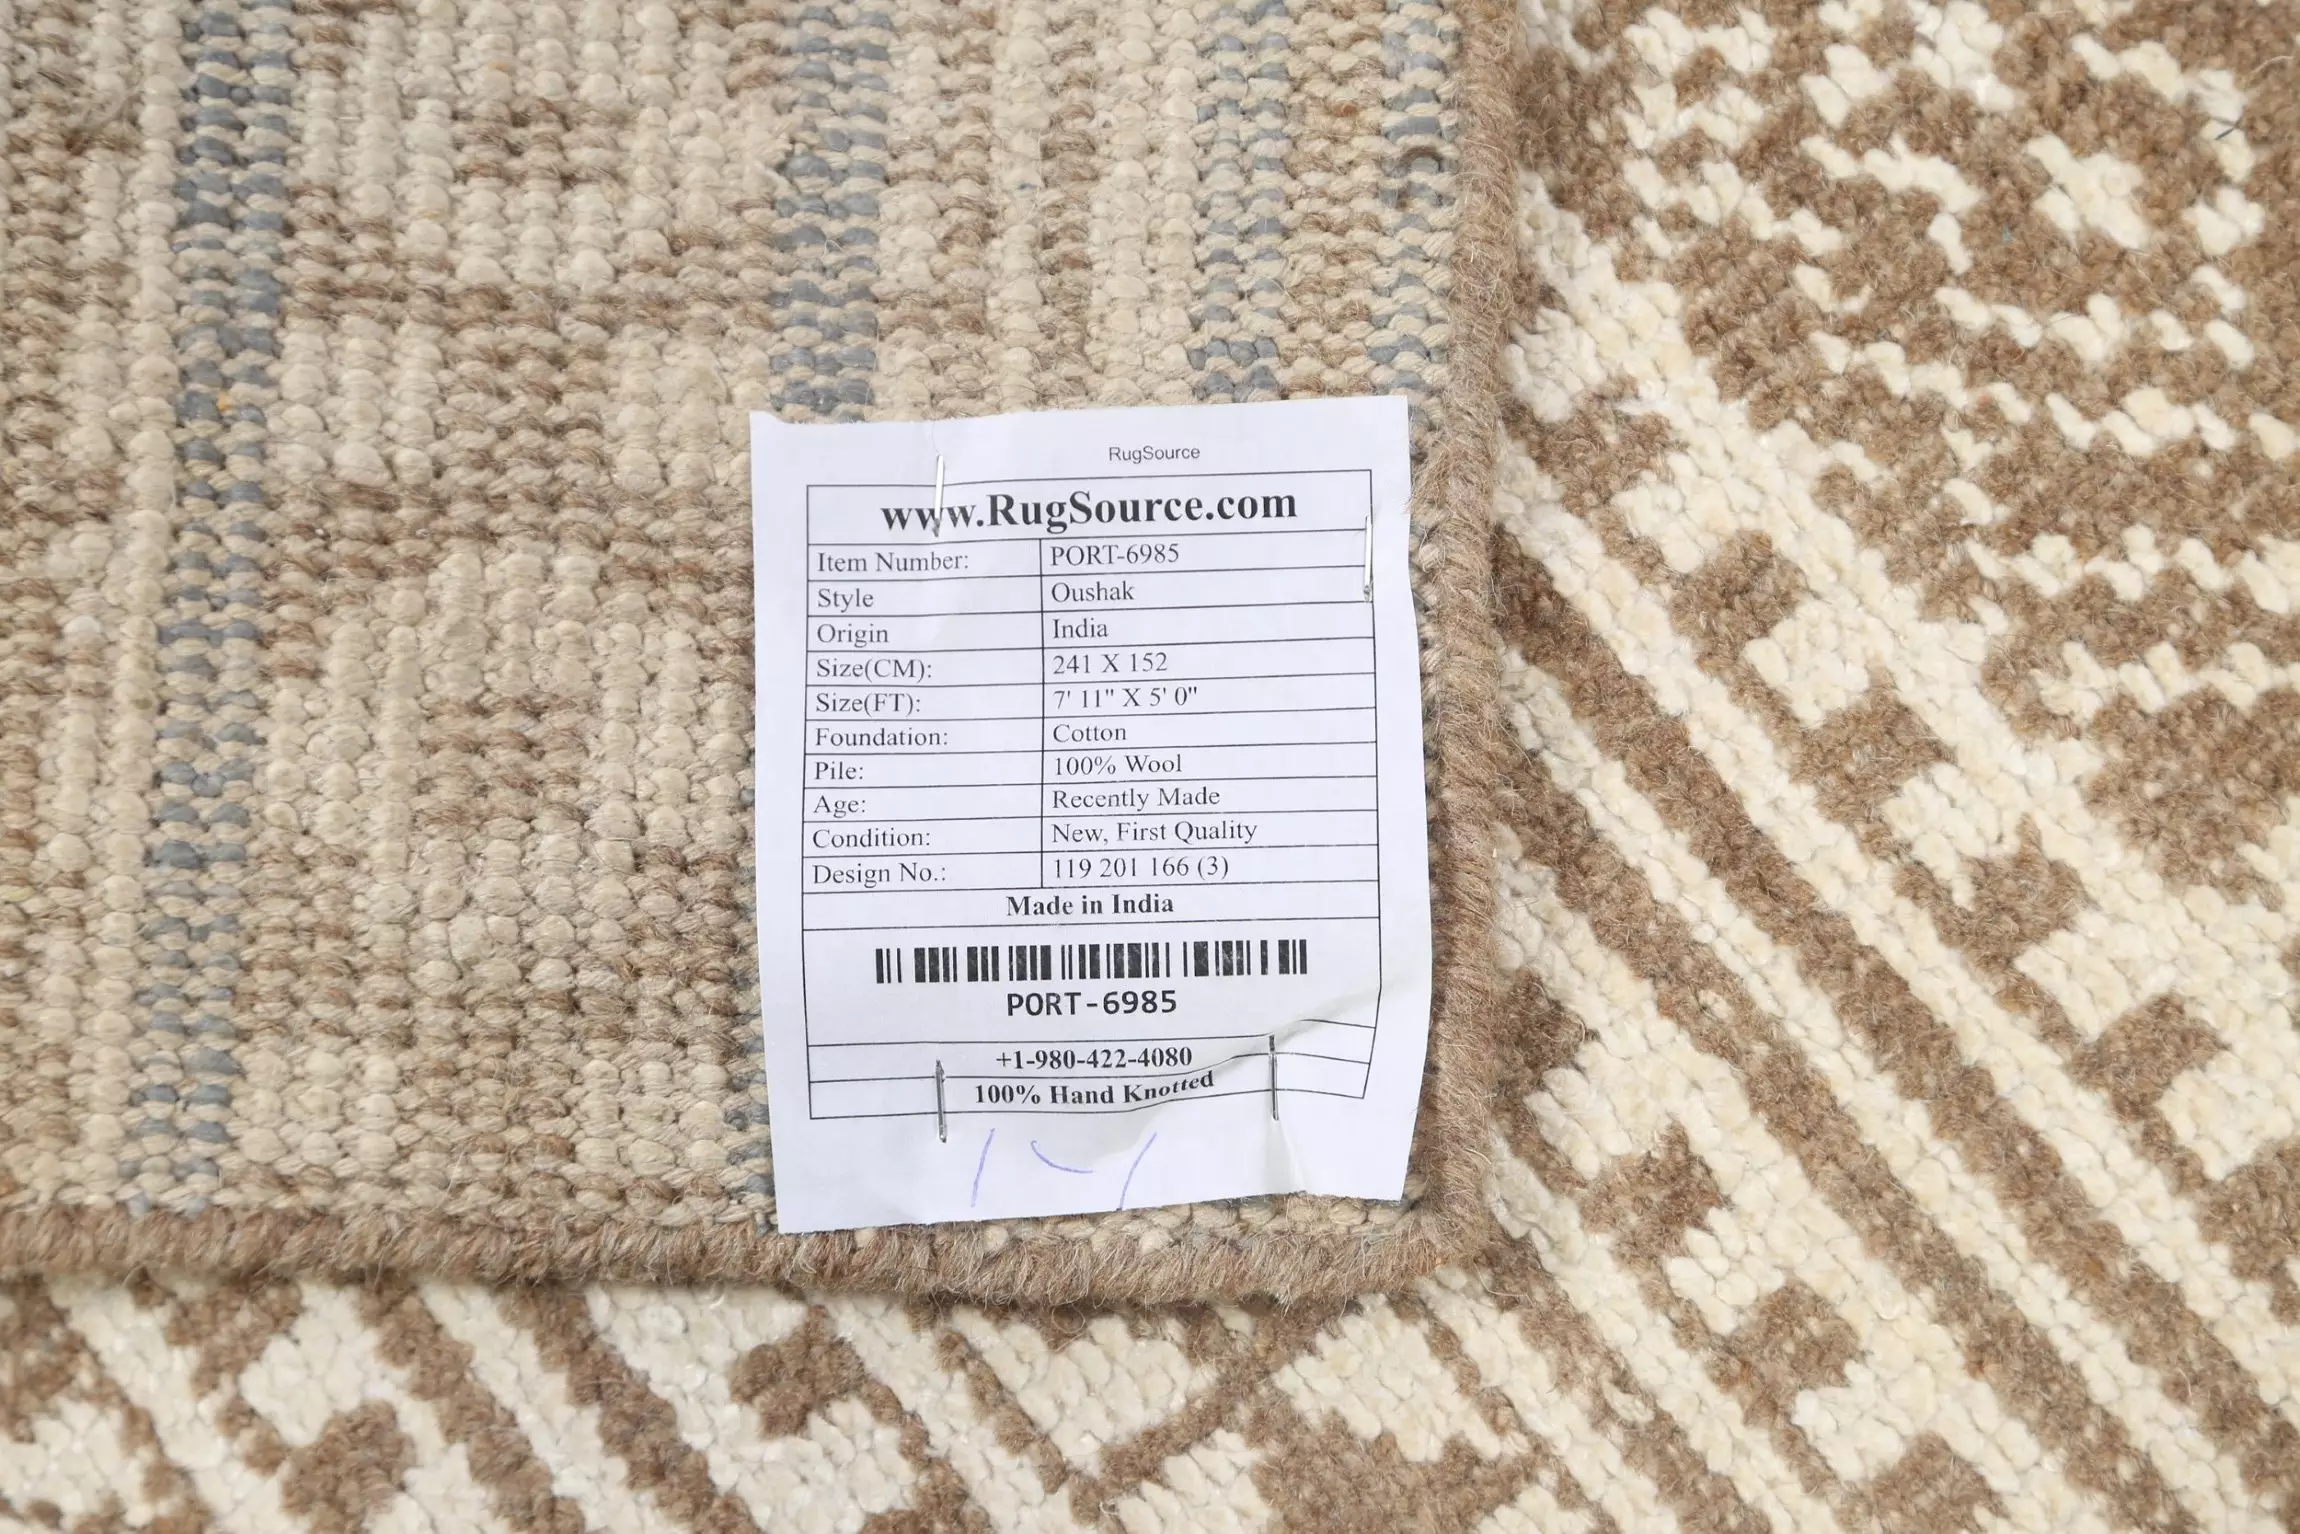 RugSource
www.RugSource.com
Item Number: PORT-6985
Style Oushak
Origin India
Size(CM): 241 X 152
Size(FT): 7' 11" X 5' 0"
Foundation: Cotton
Pile: 100% Wool
Age: Recently Made
Condition: New, First Quality
Design No.: 119 201 166 (3)
Made in India
PORT-6985
+1-980-422-4080
100% Hand Knotted